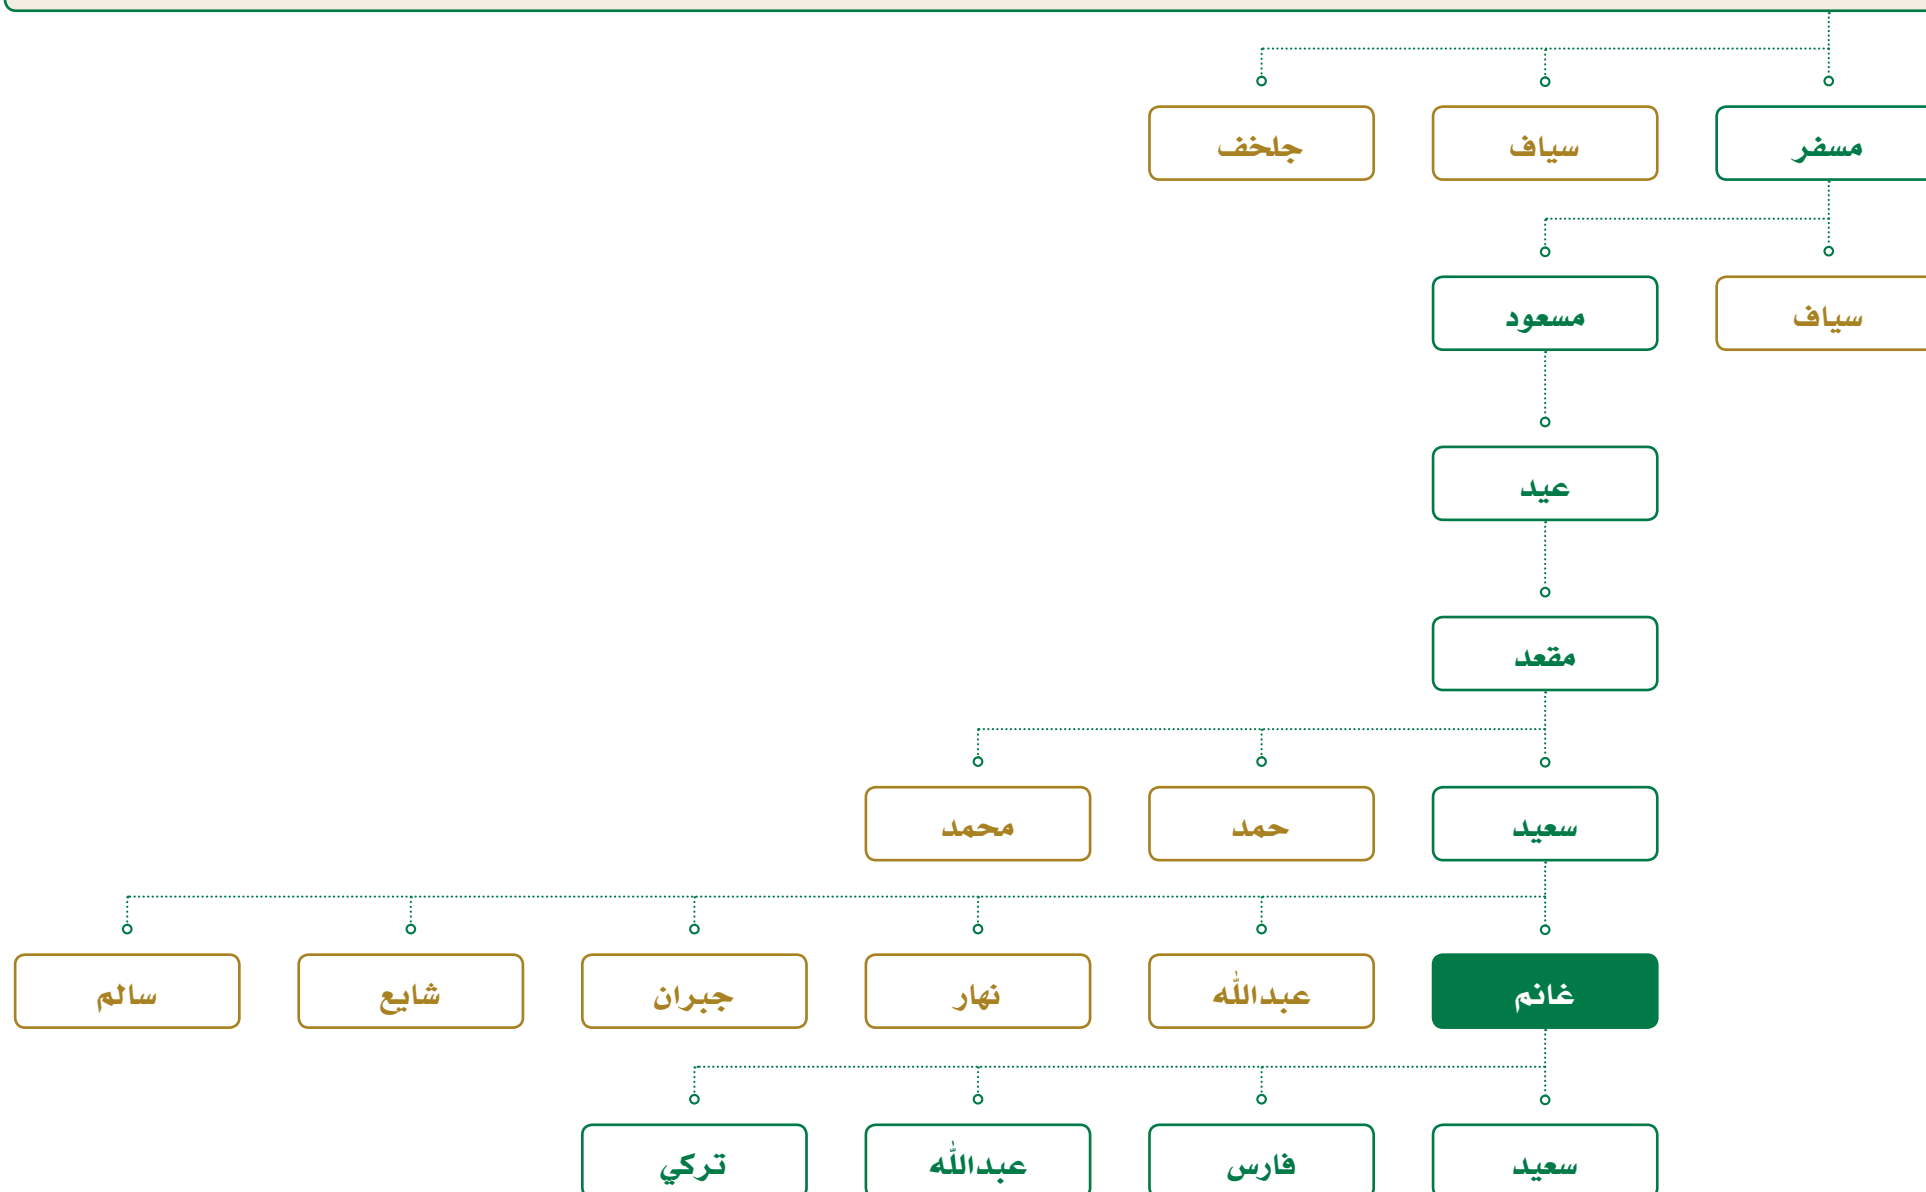 مسفر
سياف
جلخف
سياف
مسعود
عيد
مقعد
سعيد
حمد
محمد
غانم
عبدالله
نهار
جبران
شايع
سالم
سعيد
فارس
عبدالله
تركي